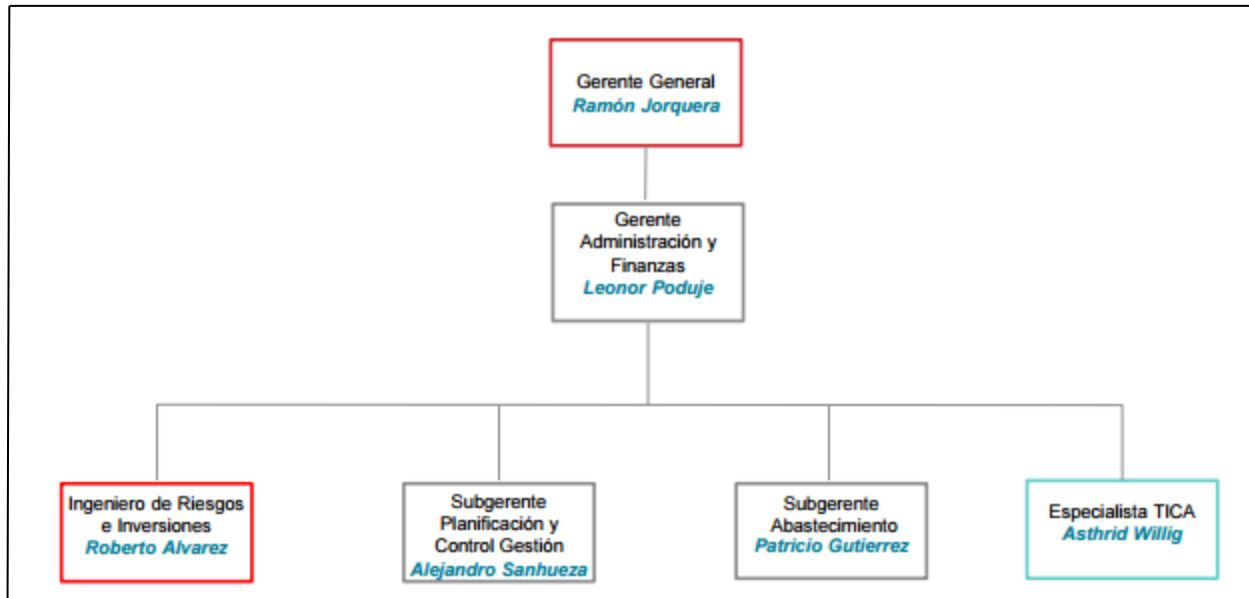 Gerente General
Ramón Jorquera
Gerente
Administración y
Finanzas
Leonor Poduje
Ingeniero de Riesgos
e Inversiones
Roberto Alvarez
Subgerente
Planificación y
Control Gestión
Alejandro Sanhueza
Subgerente
Abastecimiento
Patricio Gutierrez
Especialista TICA
Asthrid Willig